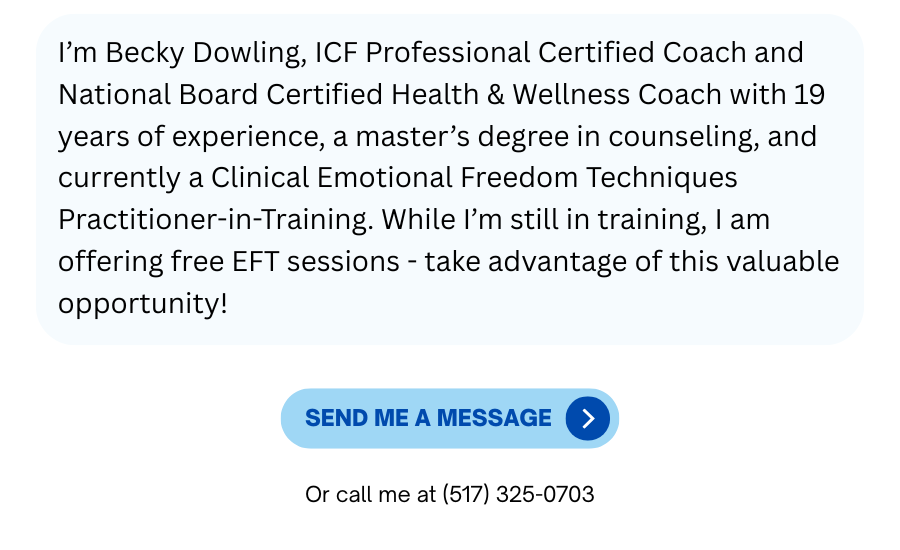 I’m Becky Dowling, ICF Professional Certified Coach and
National Board Certified Health & Wellness Coach with 19
years of experience, a master’s degree in counseling, and
currently a Clinical Emotional Freedom Techniques
Practitioner-in-Training. While I’m still in training, I am
offering free EFT sessions - take advantage of this valuable
opportunity!
SEND ME A MESSAGE
Or call me at (517) 325-0703